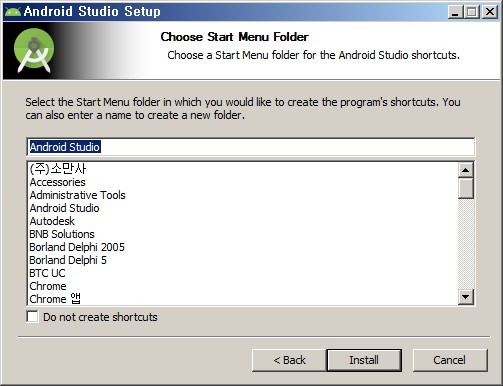 Android Studio Setup
Choose Start Menu Folder
Choose a Start Menu folder for the Android Studio shortcuts.
Select the Start Menu folder in which you would like to create the program's shortcuts. You
can also enter a name to create a new folder.
Android Studio
(주)소만사
Accessories
Administrative Tools
Android Studio
Autodesk
BNB Solutions
Borland Delphi 2005
Borland Delphi 5
BTC UC
Chrome
Chrome 앱
Do not create shortcuts
< Back Install Cancel